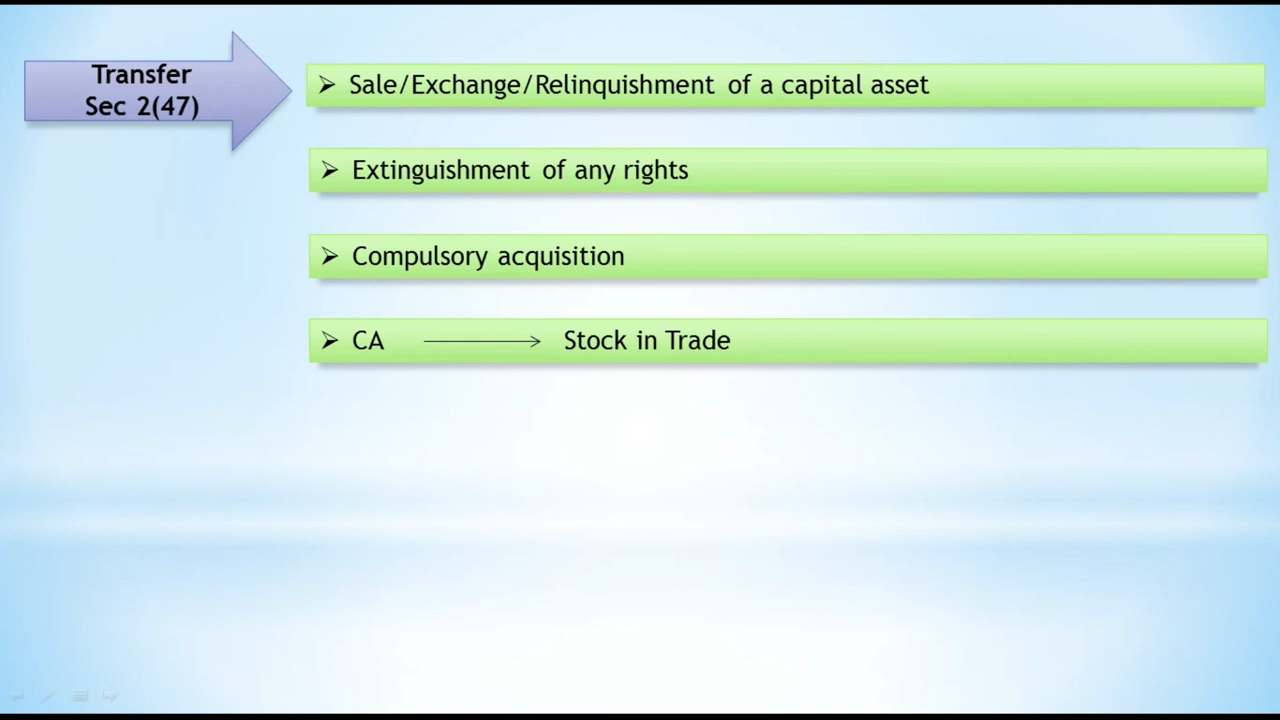 Transfer
Sec 2(47)
➢ Sale/Exchange/Relinquishment of a capital asset
➢ Extinguishment of any rights
➢ Compulsory acquisition
➢ CA ⟶ Stock in Trade